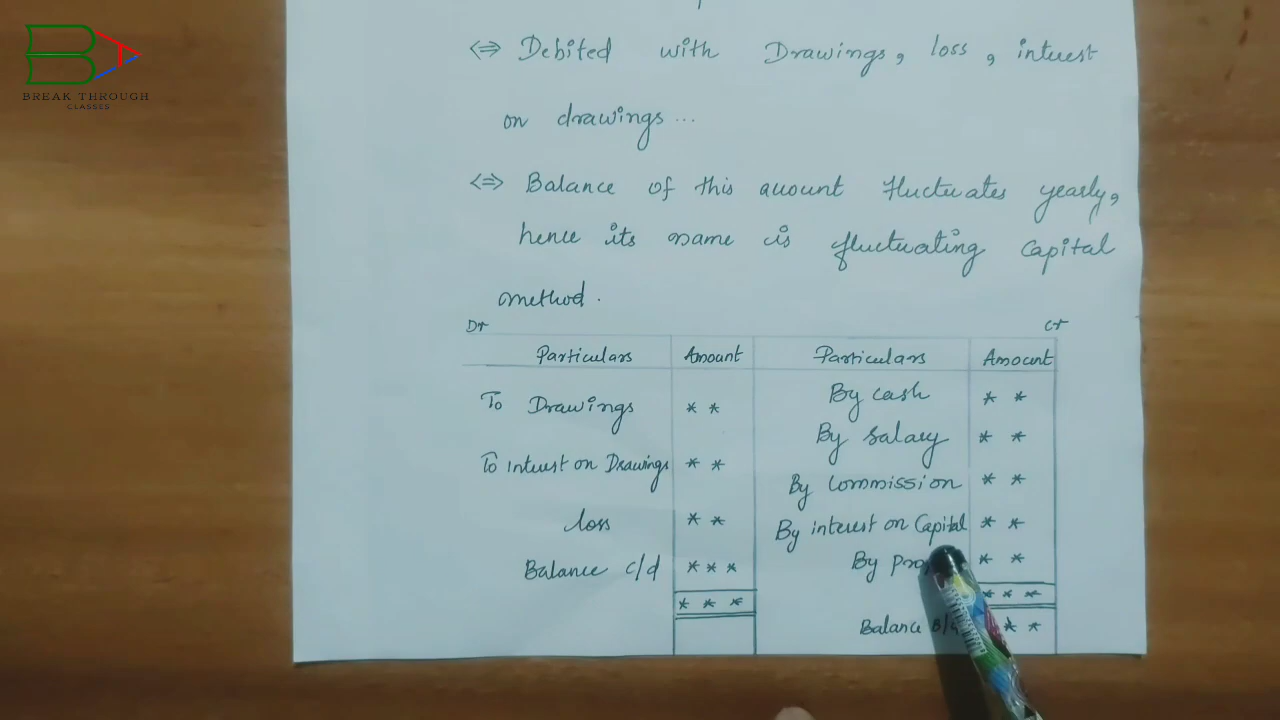 BREAK THROUGH
CLASSES
⇔ Debited with Drawings, loss, interest
on drawings...
⇔ Balance of this account fluctuates yearly,
hence its name is fluctuating Capital
method.
Dr Cr
Particulars Amount Particulars Amount
To Drawings * * By cash * *
By Salary * *
To Interest on Drawings * * By Commission * *
loss * * By interest on Capital * *
Balance c/d * * * By * *
* * * * * *
Balance * *